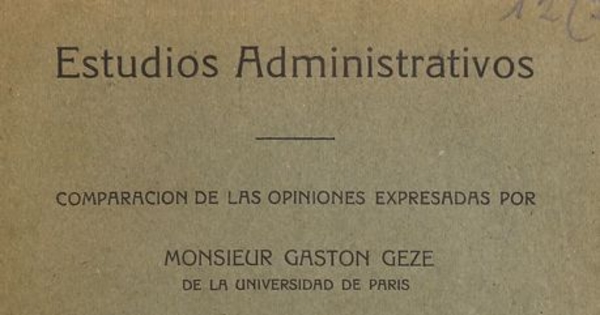 Estudios Administrativos
COMPARACION DE LAS OPINIONES EXPRESADAS POR
MONSIEUR GASTON GEZE
DE LA UNIVERSIDAD DE PARIS